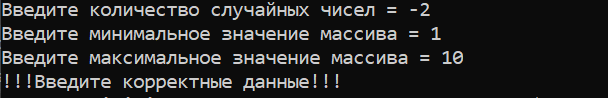 Введите количество случайных чисел = -2
Введите минимальное значение массива = 1
Введите максимальное значение массива = 10
!!!Введите корректные данные!!!